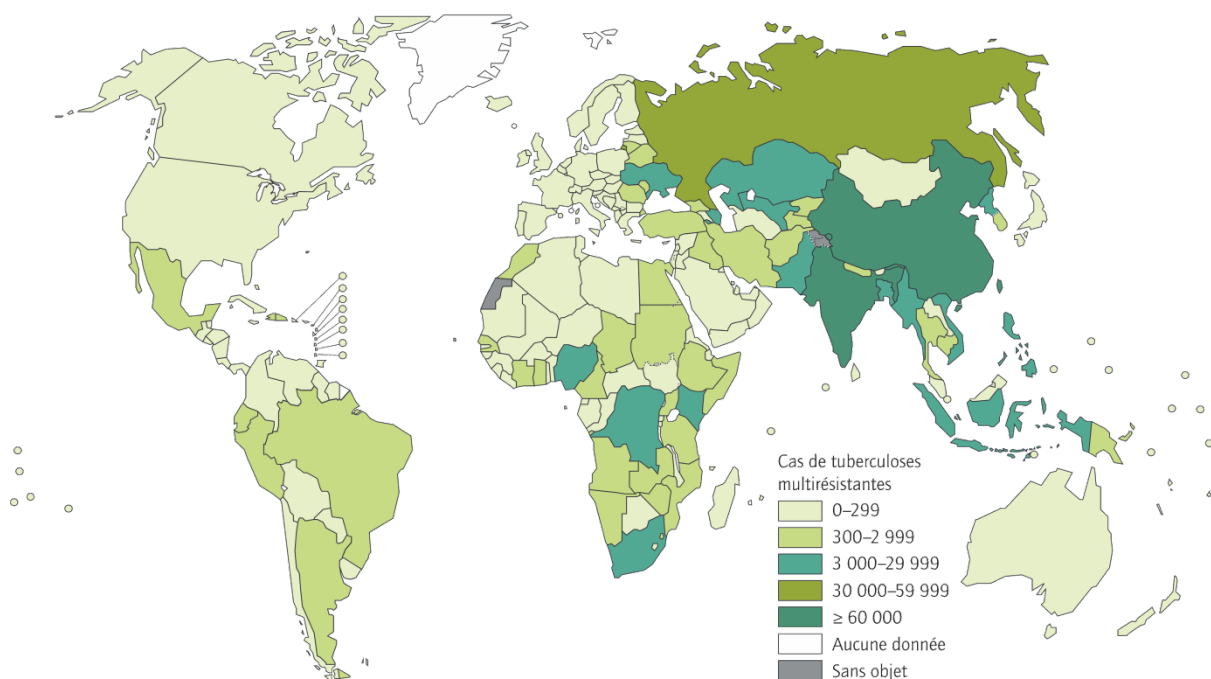 Cas de tuberculoses
multirésistantes
0–299
300–2 999
3 000–29 999
30 000–59 999
≥ 60 000
Aucune donnée
Sans objet